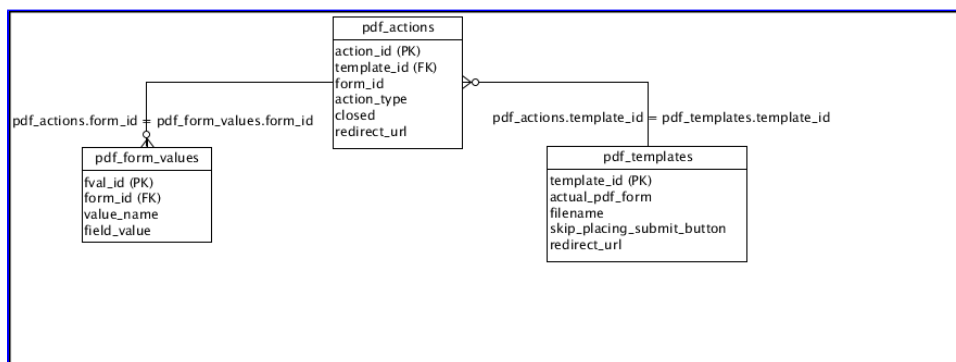 pdf_actions
action_id (PK)
template_id (FK)
form_id
action_type
closed
redirect_url
pdf_actions.form_id = pdf_form_values.form_id
pdf_actions.template_id = pdf_templates.template_id
pdf_form_values
fval_id (PK)
form_id (FK)
value_name
field_value
pdf_templates
template_id (PK)
actual_pdf_form
filename
skip_placing_submit_button
redirect_url